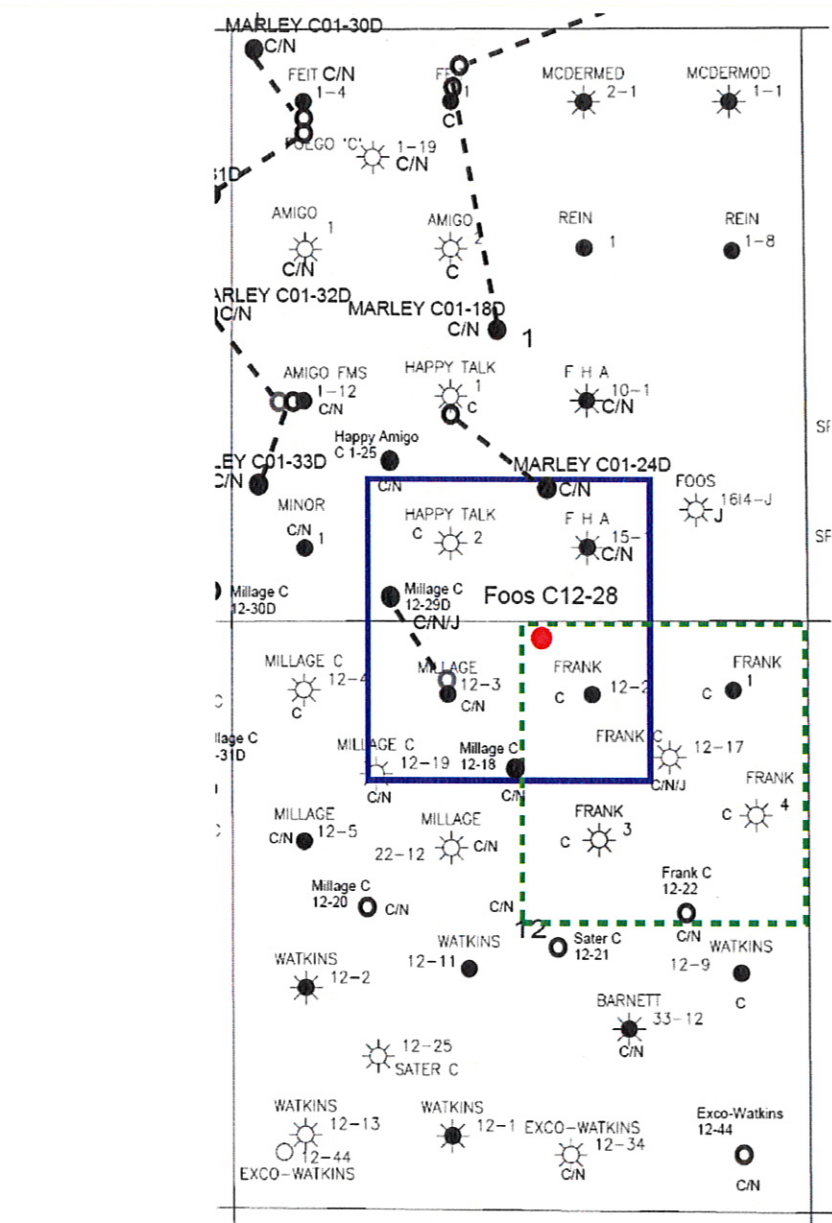 MARLEY C01-30D
C/N
FEIT C/N
1-4
1
C
MCDERMED
2-1
MCDERMOD
1-1
1-19
C/N
31D
AMIGO
1
C/N
AMIGO
2
C
REIN
1
REIN
1-8
ARLEY C01-32D
C/N
MARLEY C01-18D
C/N
1
AMIGO FMS
1-12
C/N
HAPPY TALK
1
C
F H A
10-1
C/N
Happy Amigo
C 1-25
C/N
LEY C01-33D
C/N
MARLEY C01-24D
C/N
FOOS
16I4-J
J
SF
MINOR
C/N
1
HAPPY TALK
C
2
F H A
15-
C/N
SF
Millage C
12-30D
Millage C
12-29D
C/N/J
Foos C12-28
MILLAGE C
12-4
C
MILLAGE
12-3
C/N
FRANK
C
12-2
FRANK
C
1
llage C
-31D
MILLAGE C
12-19
C/N
Millage C
12-18
C/N
FRANK C
12-17
C/N/J
FRANK
C
4
MILLAGE
C/N
12-5
MILLAGE
22-12
C/N
FRANK
C
3
Millage C
12-20
C/N
C/N
Frank C
12-22
C/N
12
WATKINS
12-2
WATKINS
12-11
Sater C
12-21
WATKINS
12-9
C
BARNETT
33-12
C/N
12-25
SATER C
WATKINS
12-13
12-44
EXCO-WATKINS
WATKINS
12-1
EXCO-WATKINS
12-34
C/N
Exco-Watkins
12-44
C/N